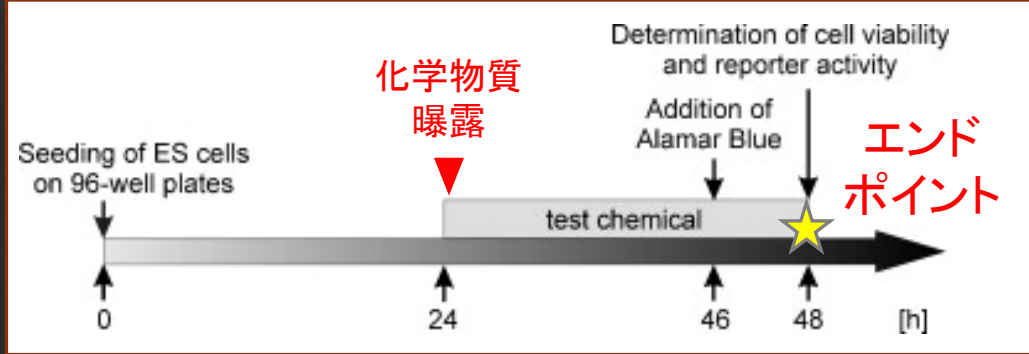 Determination of cell viability
and reporter activity
化学物質
曝露
Addition of
Alamar Blue
エンド
ポイント
Seeding of ES cells
on 96-well plates
test chemical
0
24
46
48
[h]